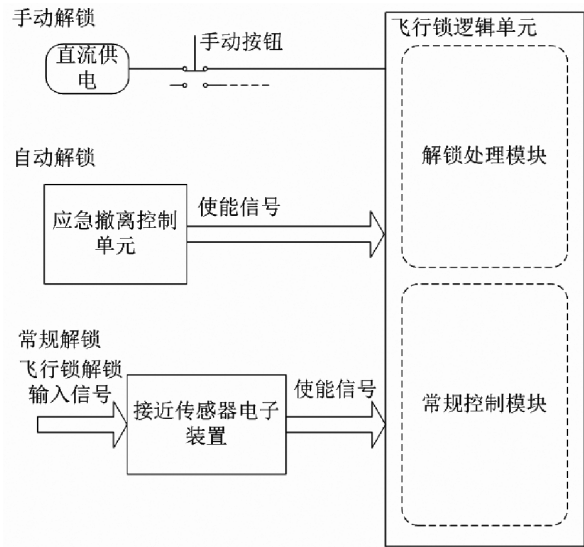 手动解锁
直流供
电
手动按钮
飞行锁逻辑单元
解锁处理模块
自动解锁
应急撤离控制
单元
使能信号
常规解锁
飞行锁解锁
输入信号
接近传感器电子
装置
使能信号
常规控制模块